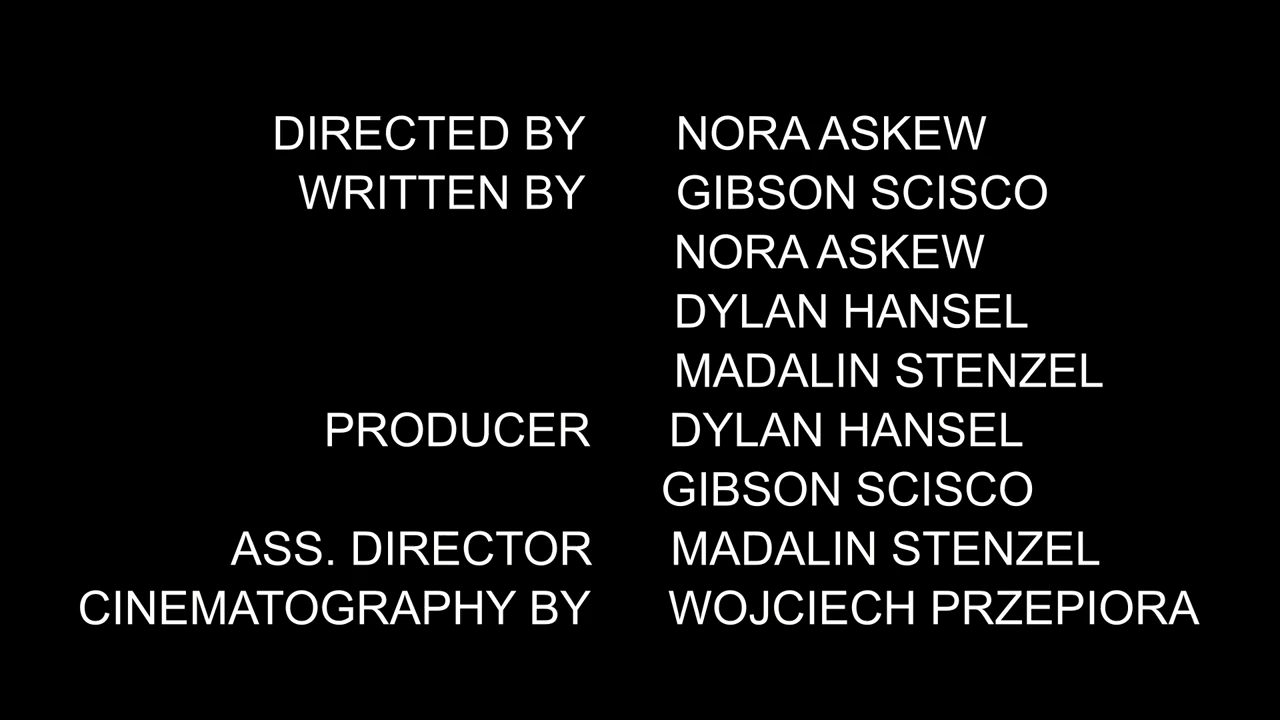 DIRECTED BY NORA ASKEW
WRITTEN BY GIBSON SCISCO
NORA ASKEW
DYLAN HANSEL
MADALIN STENZEL
PRODUCER DYLAN HANSEL
GIBSON SCISCO
ASS. DIRECTOR MADALIN STENZEL
CINEMATOGRAPHY BY WOJCIECH PRZEPIORA